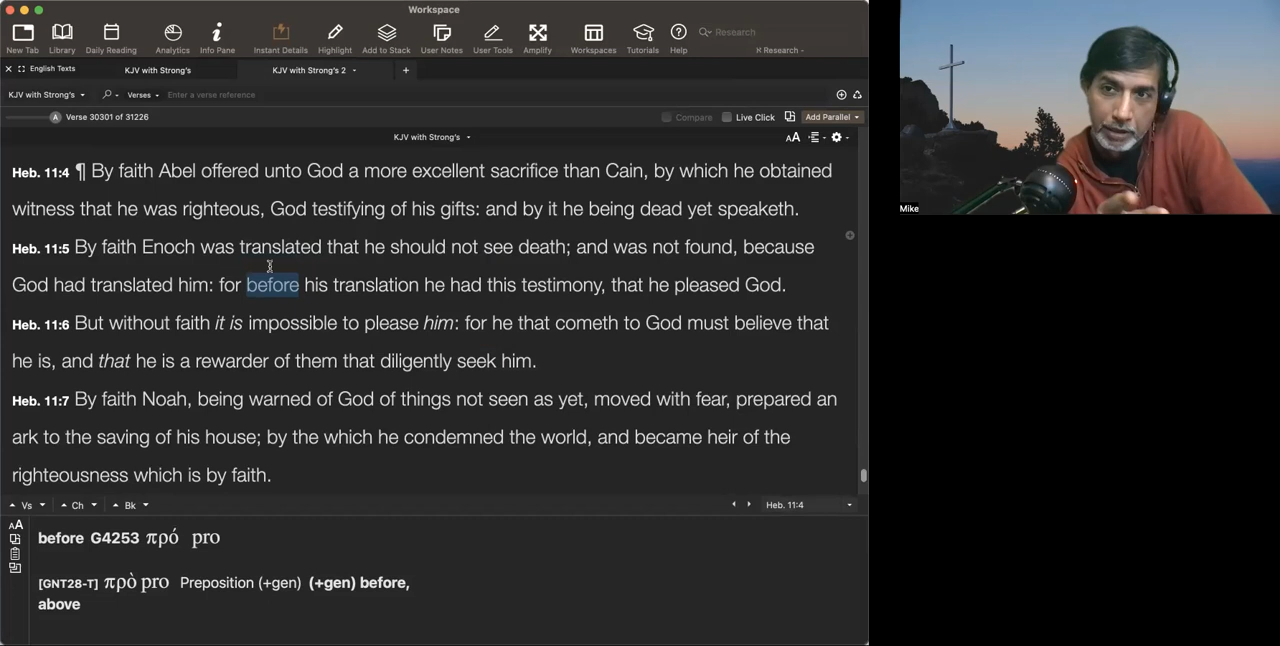 Workspace
New Tab Library Daily Reading Analytics Info Pane Instant Details Highlight Add to Stack User Notes User Tools Amplify Workspaces Tutorials Help Research
Research
English Texts KJV with Strong's KJV with Strong's 2 +
KJV with Strong's Verses Enter a verse reference
A Verse 30301 of 31226 Compare Live Click Add Parallel
KJV with Strong's AA
Heb. 11:4 ¶ By faith Abel offered unto God a more excellent sacrifice than Cain, by which he obtained
witness that he was righteous, God testifying of his gifts: and by it he being dead yet speaketh.
Heb. 11:5 By faith Enoch was translated that he should not see death; and was not found, because
God had translated him: for before his translation he had this testimony, that he pleased God.
Heb. 11:6 But without faith it is impossible to please him: for he that cometh to God must believe that
he is, and that he is a rewarder of them that diligently seek him.
Heb. 11:7 By faith Noah, being warned of God of things not seen as yet, moved with fear, prepared an
ark to the saving of his house; by the which he condemned the world, and became heir of the
righteousness which is by faith.
Vs Ch Bk Heb. 11:4
AA
before G4253 πρό pro
[GNT28-T] πρὸ pro Preposition (+gen) (+gen) before,
above
Mike